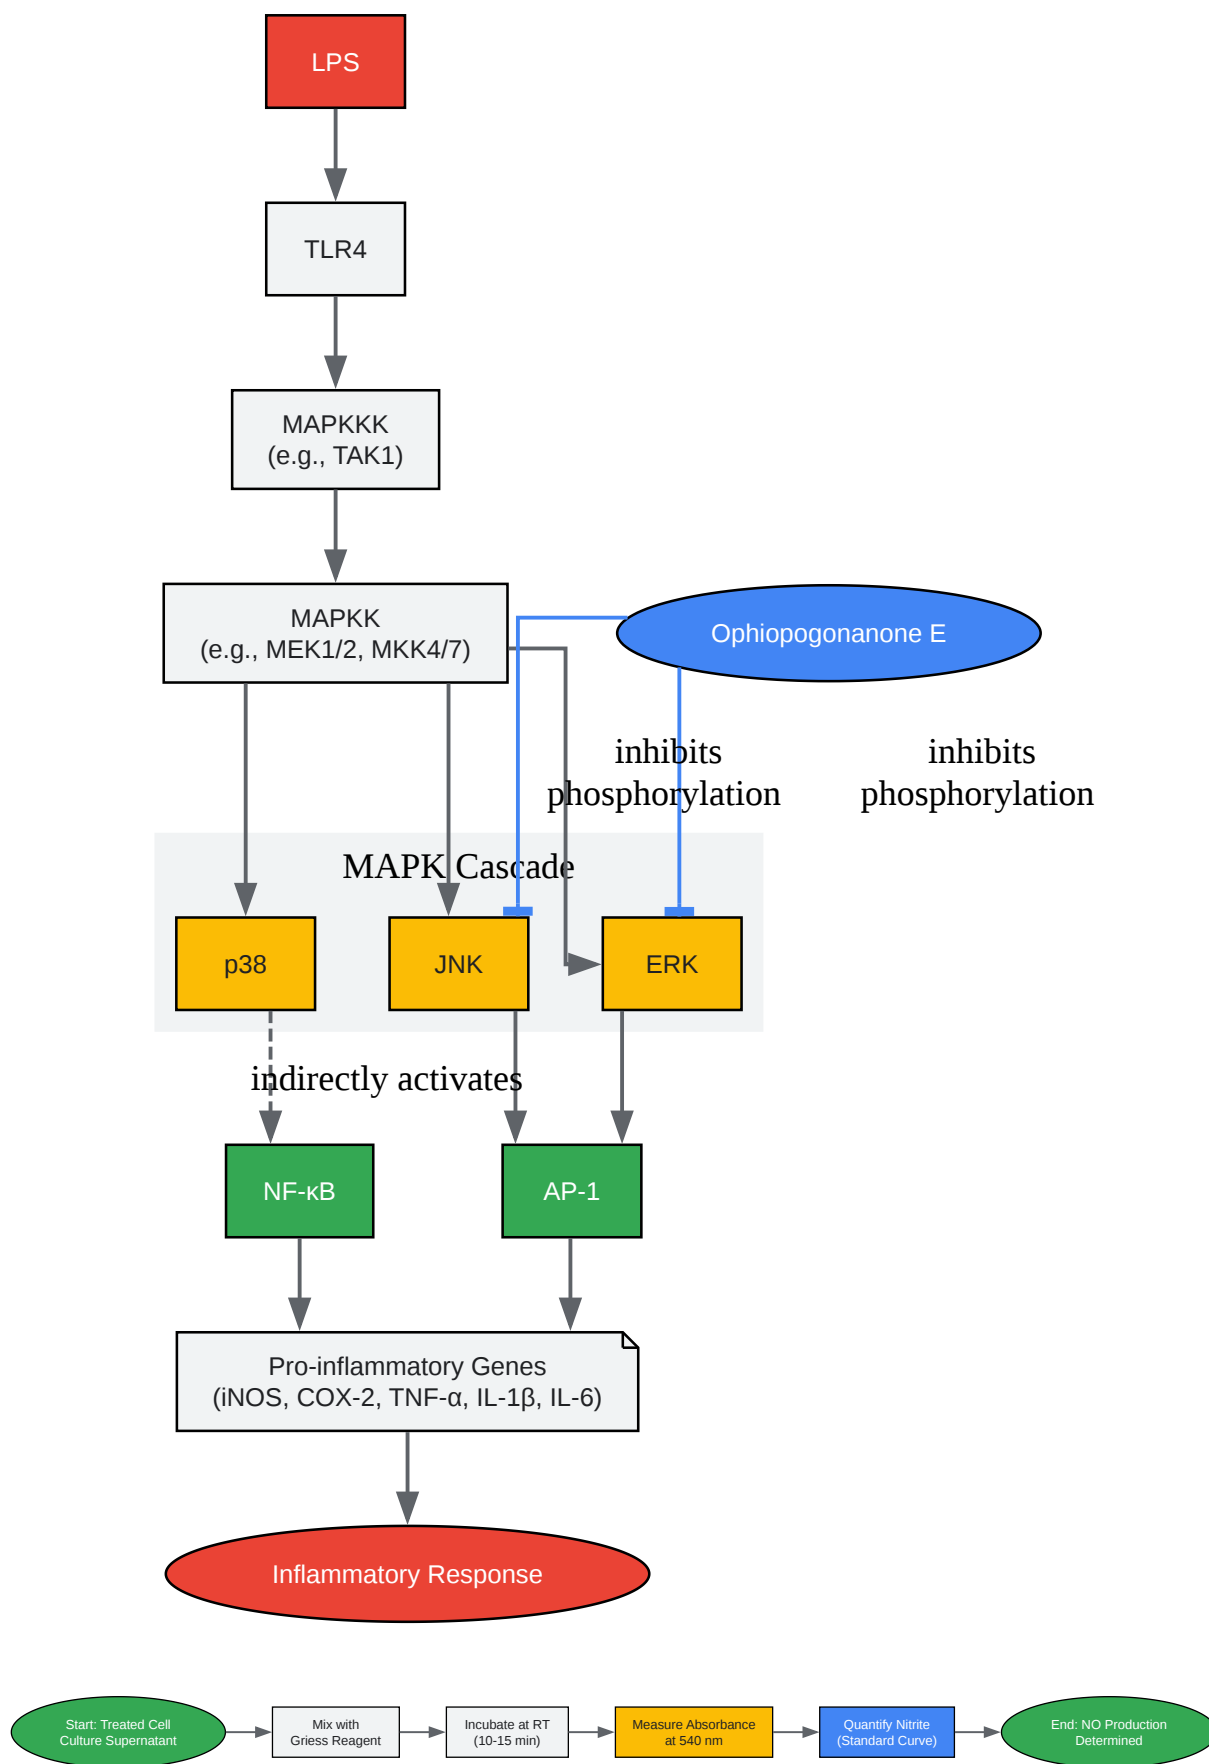 LPS
TLR4
MAPKKK
(e.g., TAK1)
MAPKK
(e.g., MEK1/2, MKK4/7)
Ophiopogonanone E
inhibits
phosphorylation
inhibits
phosphorylation
MAPK Cascade
p38
JNK
ERK
indirectly activates
NF-κB
AP-1
Pro-inflammatory Genes
(iNOS, COX-2, TNF-α, IL-1β, IL-6)
Inflammatory Response
Start: Treated Cell
Culture Supernatant
Mix with
Griess Reagent
Incubate at RT
(10-15 min)
Measure Absorbance
at 540 nm
Quantify Nitrite
(Standard Curve)
End: NO Production
Determined